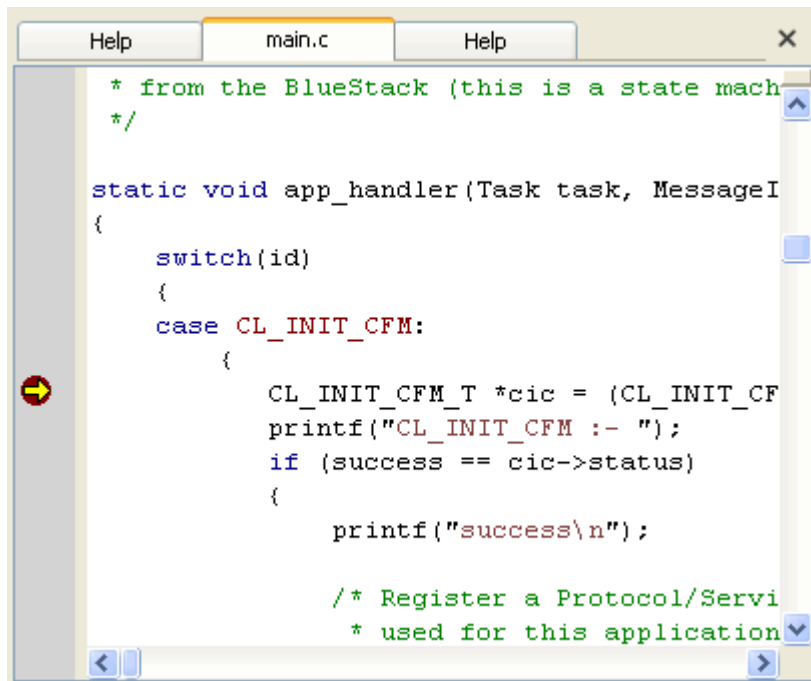 Help main.c Help
* from the BlueStack (this is a state mach
*/
static void app_handler(Task task, MessageI
{
switch(id)
{
case CL_INIT_CFM:
{
CL_INIT_CFM_T *cic = (CL_INIT_CF
printf("CL_INIT_CFM :- ");
if (success == cic->status)
{
printf("success\n");
/* Register a Protocol/Servi
* used for this application